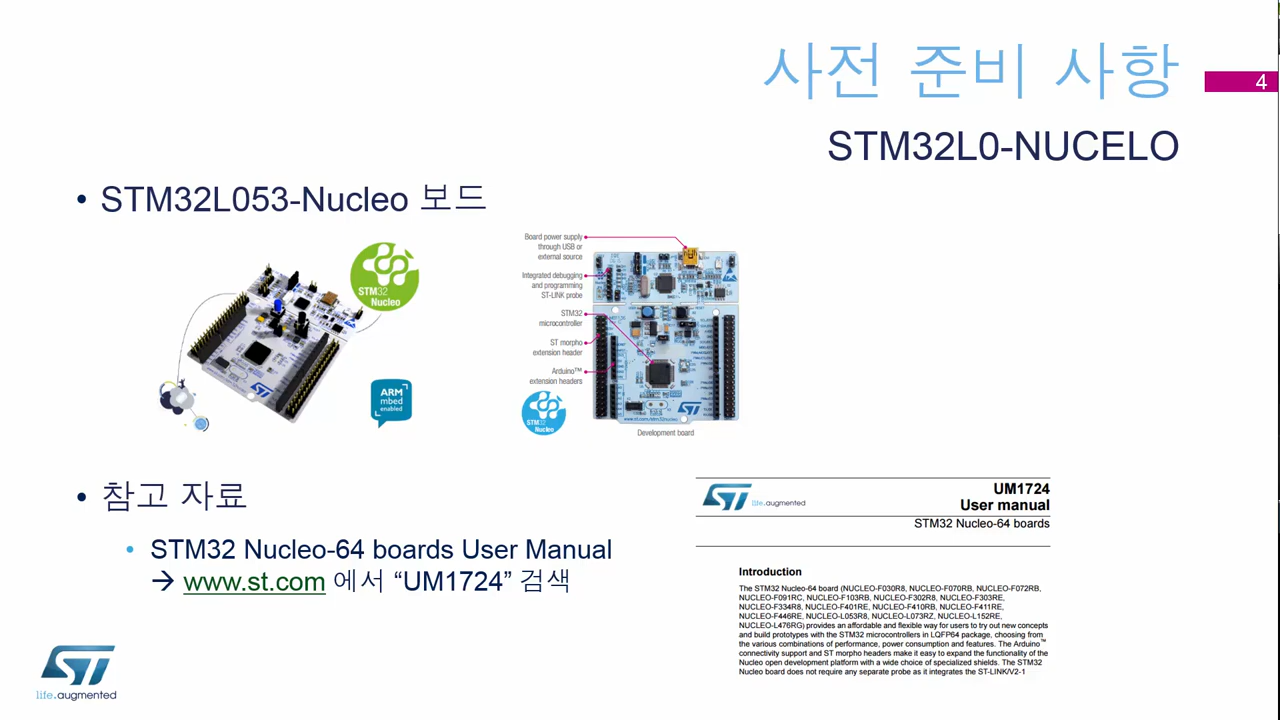 사전 준비 사항
4
STM32L0-NUCELO
• STM32L053-Nucleo 보드
STM32
Nucleo
ARM
mbed
enabled
Board power supply
through USB or
external source
Integrated debugging
and programming
ST-LINK probe
STM32
microcontroller
ST morpho
extension header
Arduino™
extension headers
STM32
Nucleo
www.st.com/stm32nucleo
Development board
• 참고 자료
• STM32 Nucleo-64 boards User Manual
→ www.st.com 에서 “UM1724” 검색
ST
life.augmented
UM1724
User manual
STM32 Nucleo-64 boards
Introduction
The STM32 Nucleo-64 board (NUCLEO-F030R8, NUCLEO-F070RB, NUCLEO-F072RB,
NUCLEO-F091RC, NUCLEO-F103RB, NUCLEO-F302R8, NUCLEO-F303RE,
NUCLEO-F334R8, NUCLEO-F401RE, NUCLEO-F410RB, NUCLEO-F411RE,
NUCLEO-F446RE, NUCLEO-L053R8, NUCLEO-L073RZ, NUCLEO-L152RE,
NUCLEO-L476RG) provides an affordable and flexible way for users to try out new concepts
and build prototypes with the STM32 microcontrollers in LQFP64 package, choosing from
the various combinations of performance, power consumption and features. The Arduino™
connectivity support and ST morpho headers make it easy to expand the functionality of the
Nucleo open development platform with a wide choice of specialized shields. The STM32
Nucleo board does not require any separate probe as it integrates the ST-LINK/V2-1
ST
life.augmented